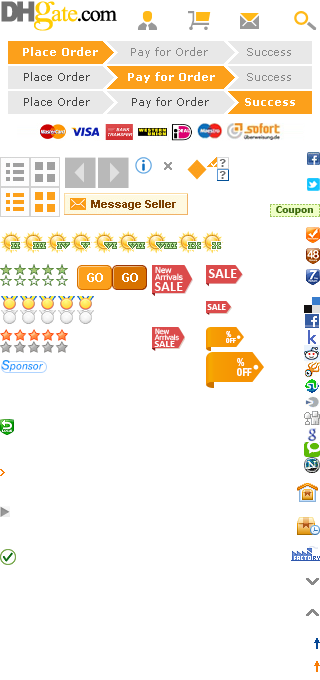 DHgate.com
Place Order Pay for Order Success
Place Order Pay for Order Success
Place Order Pay for Order Success
MasterCard VISA BANK TRANSFER WESTERN UNION iDEAL Maestro sofort überweisung.de
i × ? ?
Message Seller
Coupon
GO GO New Arrivals SALE SALE
48
7
SALE
New Arrivals SALE % OFF
% OFF
Sponsor
f
k
g
FACTORY